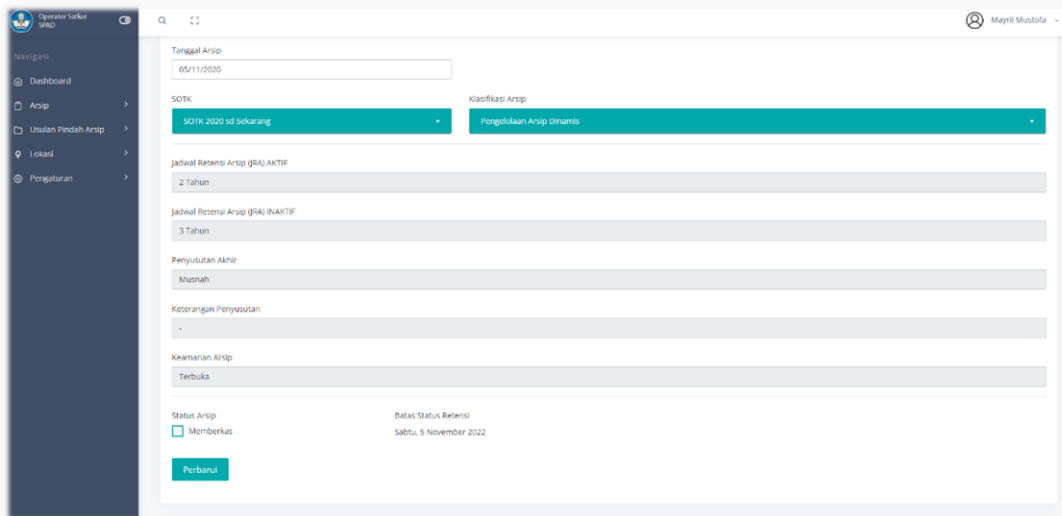 Operator Satker
SPAD
Mayril Mustofa
Navigasi
Dashboard
Arsip
Usulan Pindah Arsip
Lokasi
Pengaturan
Tanggal Arsip
05/11/2020
SOTK
Klasifikasi Arsip
SOTK 2020 sd Sekarang
Pengelolaan Arsip Dinamis
Jadwal Retensi Arsip (JRA) AKTIF
2 Tahun
Jadwal Retensi Arsip (JRA) INAKTIF
3 Tahun
Penyusutan Akhir
Musnah
Keterangan Penyusutan
-
Keamanan Arsip
Terbuka
Status Arsip
Batas Status Retensi
Memberkas
Sabtu, 5 November 2022
Perbarui